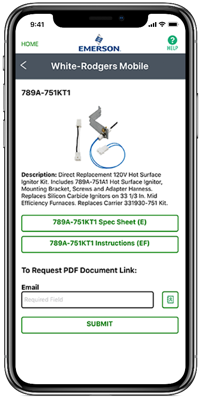 9:41
HOME
EMERSON.
HELP
White-Rodgers Mobile
789A-751KT1
Description: Direct Replacement 120V Hot Surface
Ignitor Kit. Includes 789A-751A1 Hot Surface Ignitor,
Mounting Bracket, Screws and Adapter Harness.
Replaces Silicon Carbide Ignitors on 33 1/3 In. Mid
Efficiency Furnaces. Replaces Carrier 331930-751 Kit.
789A-751KT1 Spec Sheet (E)
789A-751KT1 Instructions (EF)
To Request PDF Document Link:
Email
Required Field
SUBMIT